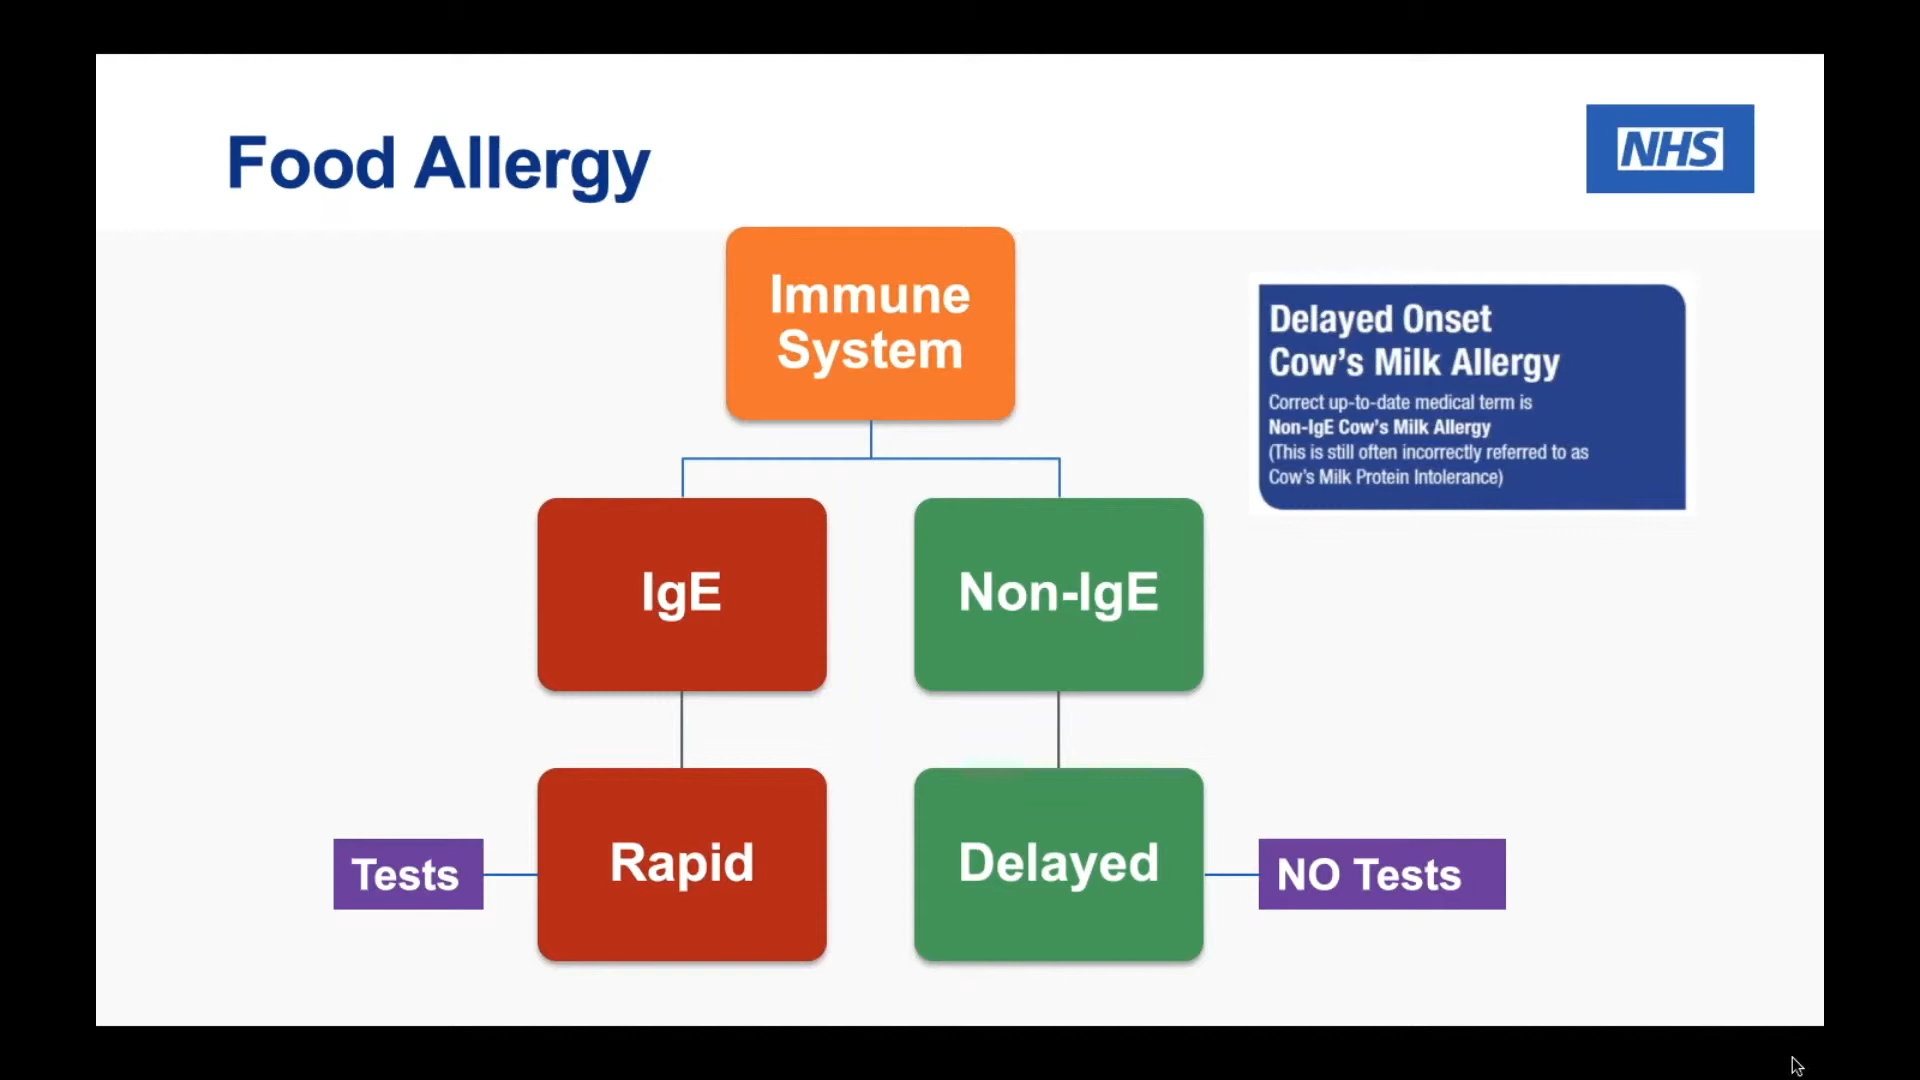 Food Allergy
NHS
Immune
System
Delayed Onset
Cow's Milk Allergy
Correct up-to-date medical term is
Non-IgE Cow's Milk Allergy
(This is still often incorrectly referred to as
Cow's Milk Protein Intolerance)
IgE
Non-IgE
Tests
Rapid
Delayed
NO Tests